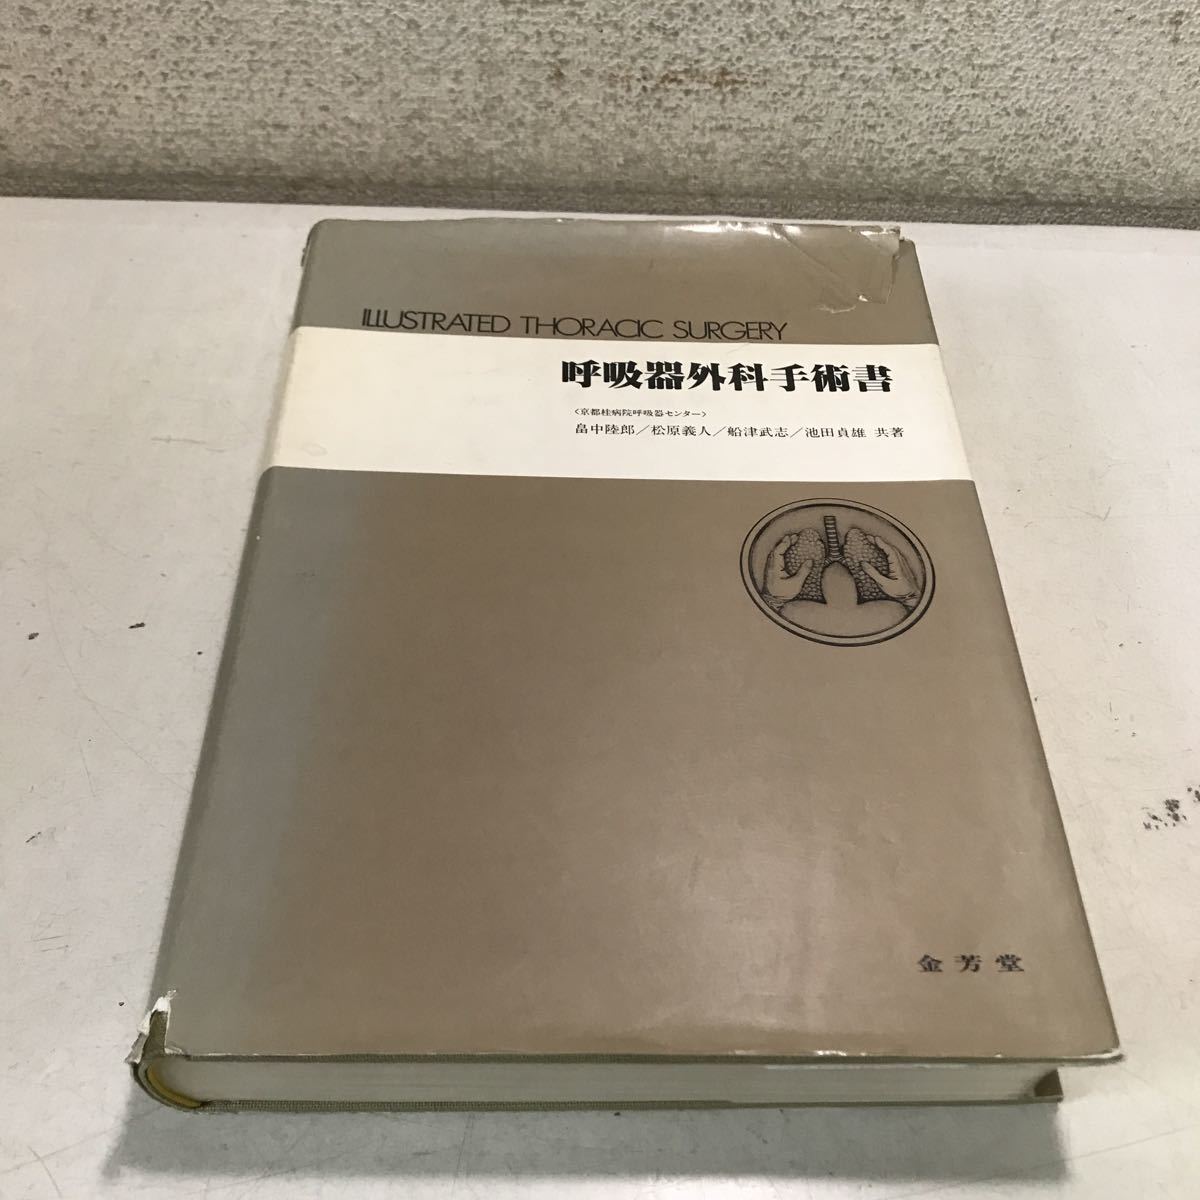 ILLUSTRATED THORACIC SURGERY
呼吸器外科手術書
〈京都桂病院呼吸器センター〉
畠中陸郎／松原義人／船津武志／池田貞雄 共著
金芳堂